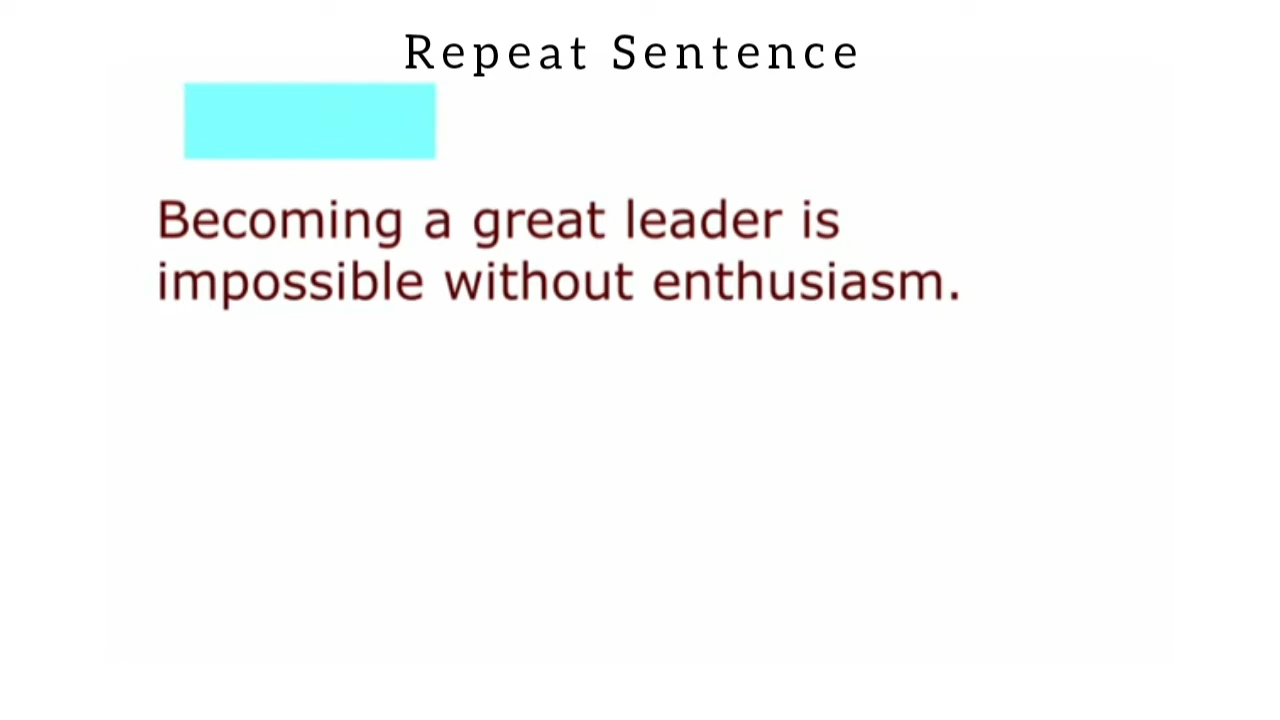 Repeat Sentence
Becoming a great leader is
impossible without enthusiasm.